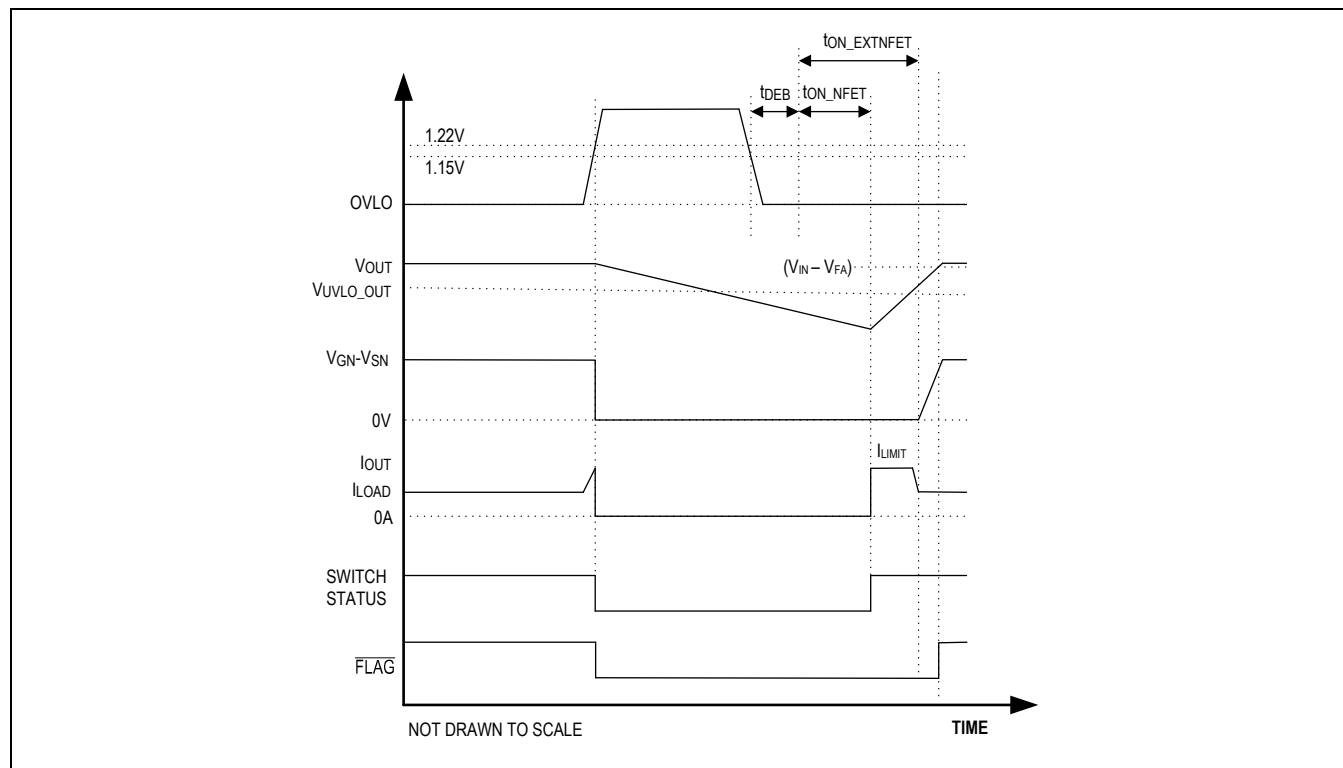 tON_EXTNFET
tDEB
tON_NFET
1.22V
1.15V
OVLO
VOUT
(VIN – VFA)
VUVLO_OUT
VGN-VSN
0V
IOUT
ILIMIT
ILOAD
0A
SWITCH
STATUS
FLAG
NOT DRAWN TO SCALE
TIME